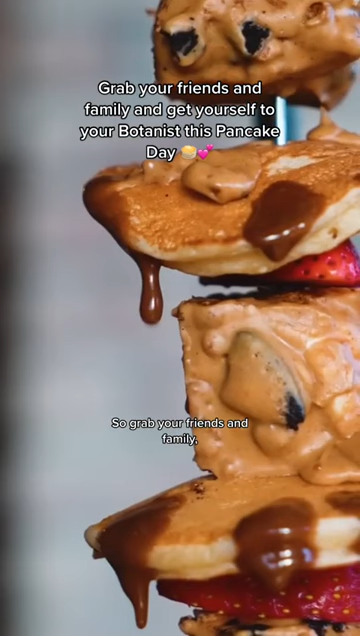 Grab your friends and
family and get yourself to
your Botanist this Pancake
Day 🥞💕
So grab your friends and
family,